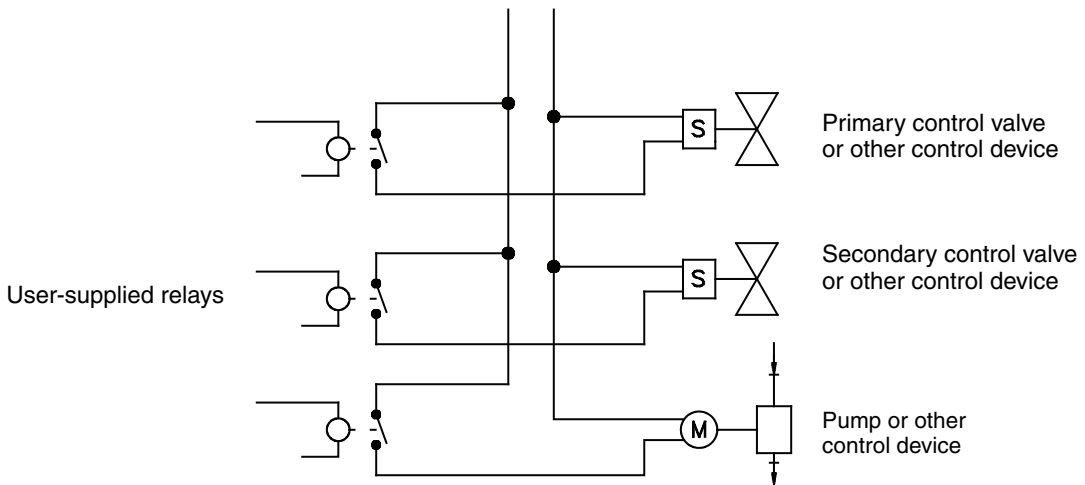 S
Primary control valve
or other control device
User-supplied relays
S
Secondary control valve
or other control device
M
Pump or other
control device